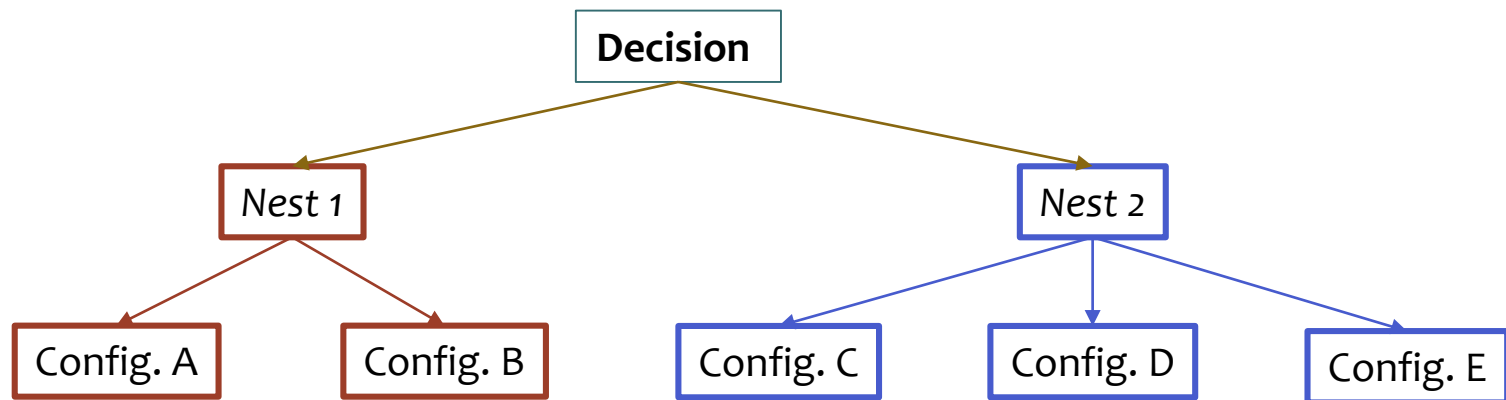 Decision
Nest 1
Nest 2
Config. A
Config. B
Config. C
Config. D
Config. E